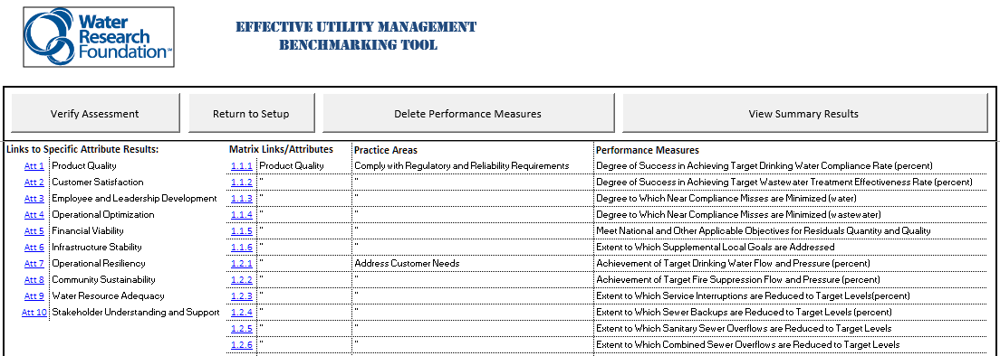 Water
Research
Foundation℠
EFFECTIVE UTILITY MANAGEMENT
BENCHMARKING TOOL
Verify Assessment Return to Setup Delete Performance Measures View Summary Results
Links to Specific Attribute Results: Matrix Links/Attributes Practice Areas Performance Measures
Att 1 Product Quality 1.1.1 Product Quality Comply with Regulatory and Reliability Requirements Degree of Success in Achieving Target Drinking Water Compliance Rate (percent)
Att 2 Customer Satisfaction 1.1.2 " " Degree of Success in Achieving Target Wastewater Treatment Effectiveness Rate (percent)
Att 3 Employee and Leadership Development 1.1.3 " " Degree to Which Near Compliance Misses are Minimized (water)
Att 4 Operational Optimization 1.1.4 " " Degree to Which Near Compliance Misses are Minimized (wastewater)
Att 5 Financial Viability 1.1.5 " " Meet National and Other Applicable Objectives for Residuals Quantity and Quality
Att 6 Infrastructure Stability 1.1.6 " " Extent to Which Supplemental Local Goals are Addressed
Att 7 Operational Resiliency 1.2.1 " Address Customer Needs Achievement of Target Drinking Water Flow and Pressure (percent)
Att 8 Community Sustainability 1.2.2 " " Achievement of Target Fire Suppression Flow and Pressure (percent)
Att 9 Water Resource Adequacy 1.2.3 " " Extent to Which Service Interruptions are Reduced to Target Levels(percent)
Att 10 Stakeholder Understanding and Support 1.2.4 " " Extent to Which Sewer Backups are Reduced to Target Levels (percent)
1.2.5 " " Extent to Which Sanitary Sewer Overflows are Reduced to Target Levels
1.2.6 " " Extent to Which Combined Sewer Overflows are Reduced to Target Levels